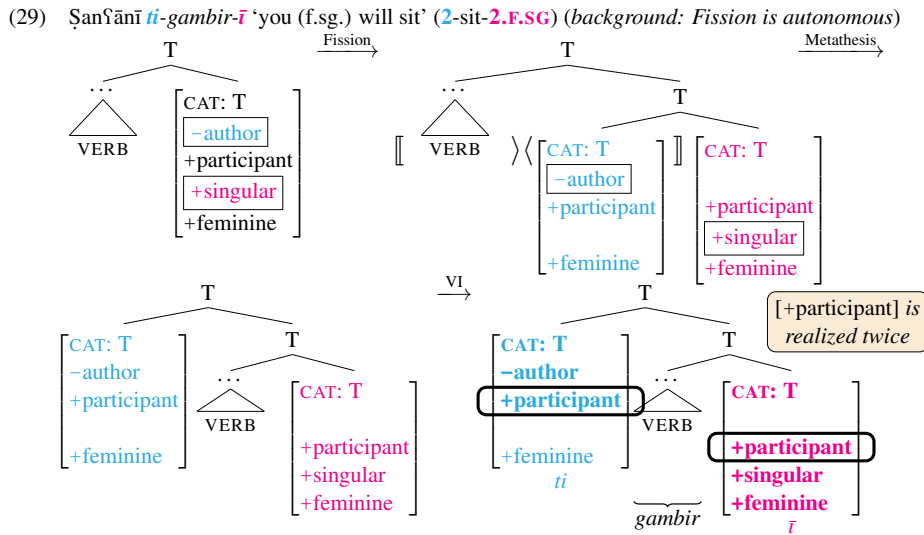 (29) Ṣanʕānī ti-gambir-ī ‘you (f.sg.) will sit’ (2-sit-2.F.SG) (background: Fission is autonomous)
T Fission T Metathesis
… CAT: T … T
VERB −author VERB
+participant
+singular
+feminine
⟦ ⟩⟨ CAT: T ⟧ CAT: T
−author
+participant +participant
+singular
+feminine +feminine
T VI T
[+participant] is
realized twice
CAT: T T
−author …
+participant VERB CAT: T
+feminine +participant
+singular
+feminine
CAT: T T
−author …
+participant VERB CAT: T
+feminine +participant
ti +singular
gambir +feminine
ī